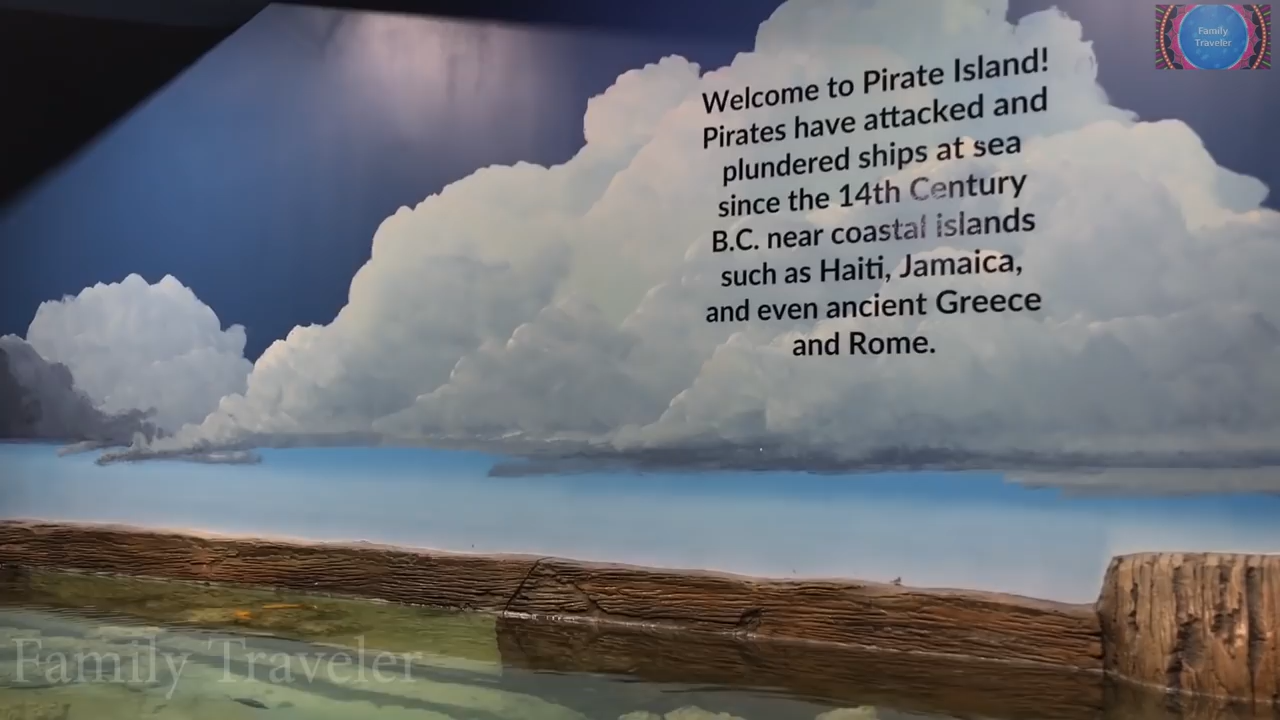 Family
Traveler
Welcome to Pirate Island!
Pirates have attacked and
plundered ships at sea
since the 14th Century
B.C. near coastal islands
such as Haiti, Jamaica,
and even ancient Greece
and Rome.
Family Traveler